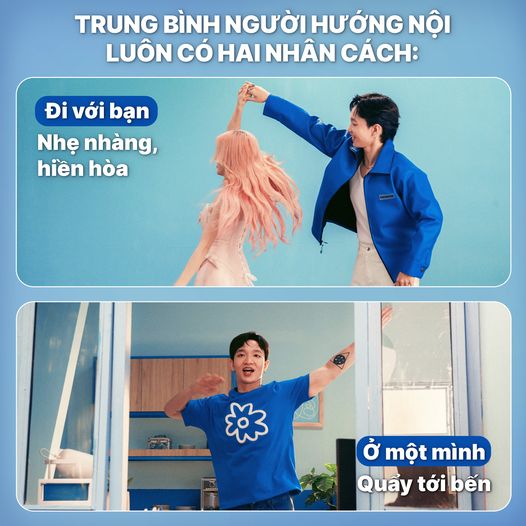 TRUNG BÌNH NGƯỜI HƯỚNG NỘI
LUÔN CÓ HAI NHÂN CÁCH:
Đi với bạn
Nhẹ nhàng,
hiền hòa
Ở một mình
Quẩy tới bến